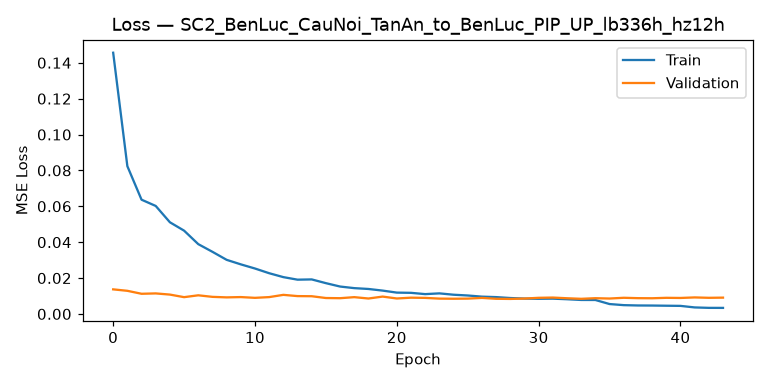 Loss — SC2_BenLuc_CauNoi_TanAn_to_BenLuc_PIP_UP_lb336h_hz12h
Train
Validation
MSE Loss
0.14
0.12
0.10
0.08
0.06
0.04
0.02
0.00
0
10
20
30
40
Epoch